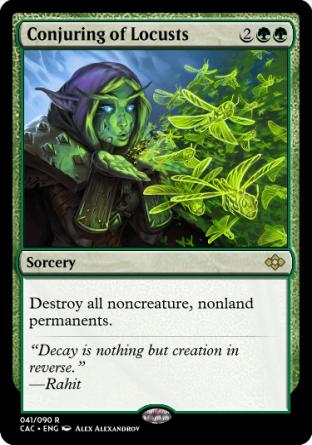 Conjuring of Locusts 2
Sorcery
Destroy all noncreature, nonland
permanents.
“Decay is nothing but creation in
reverse.”
—Rahit
041/090 R
CAC • ENG ALEX ALEXANDROV